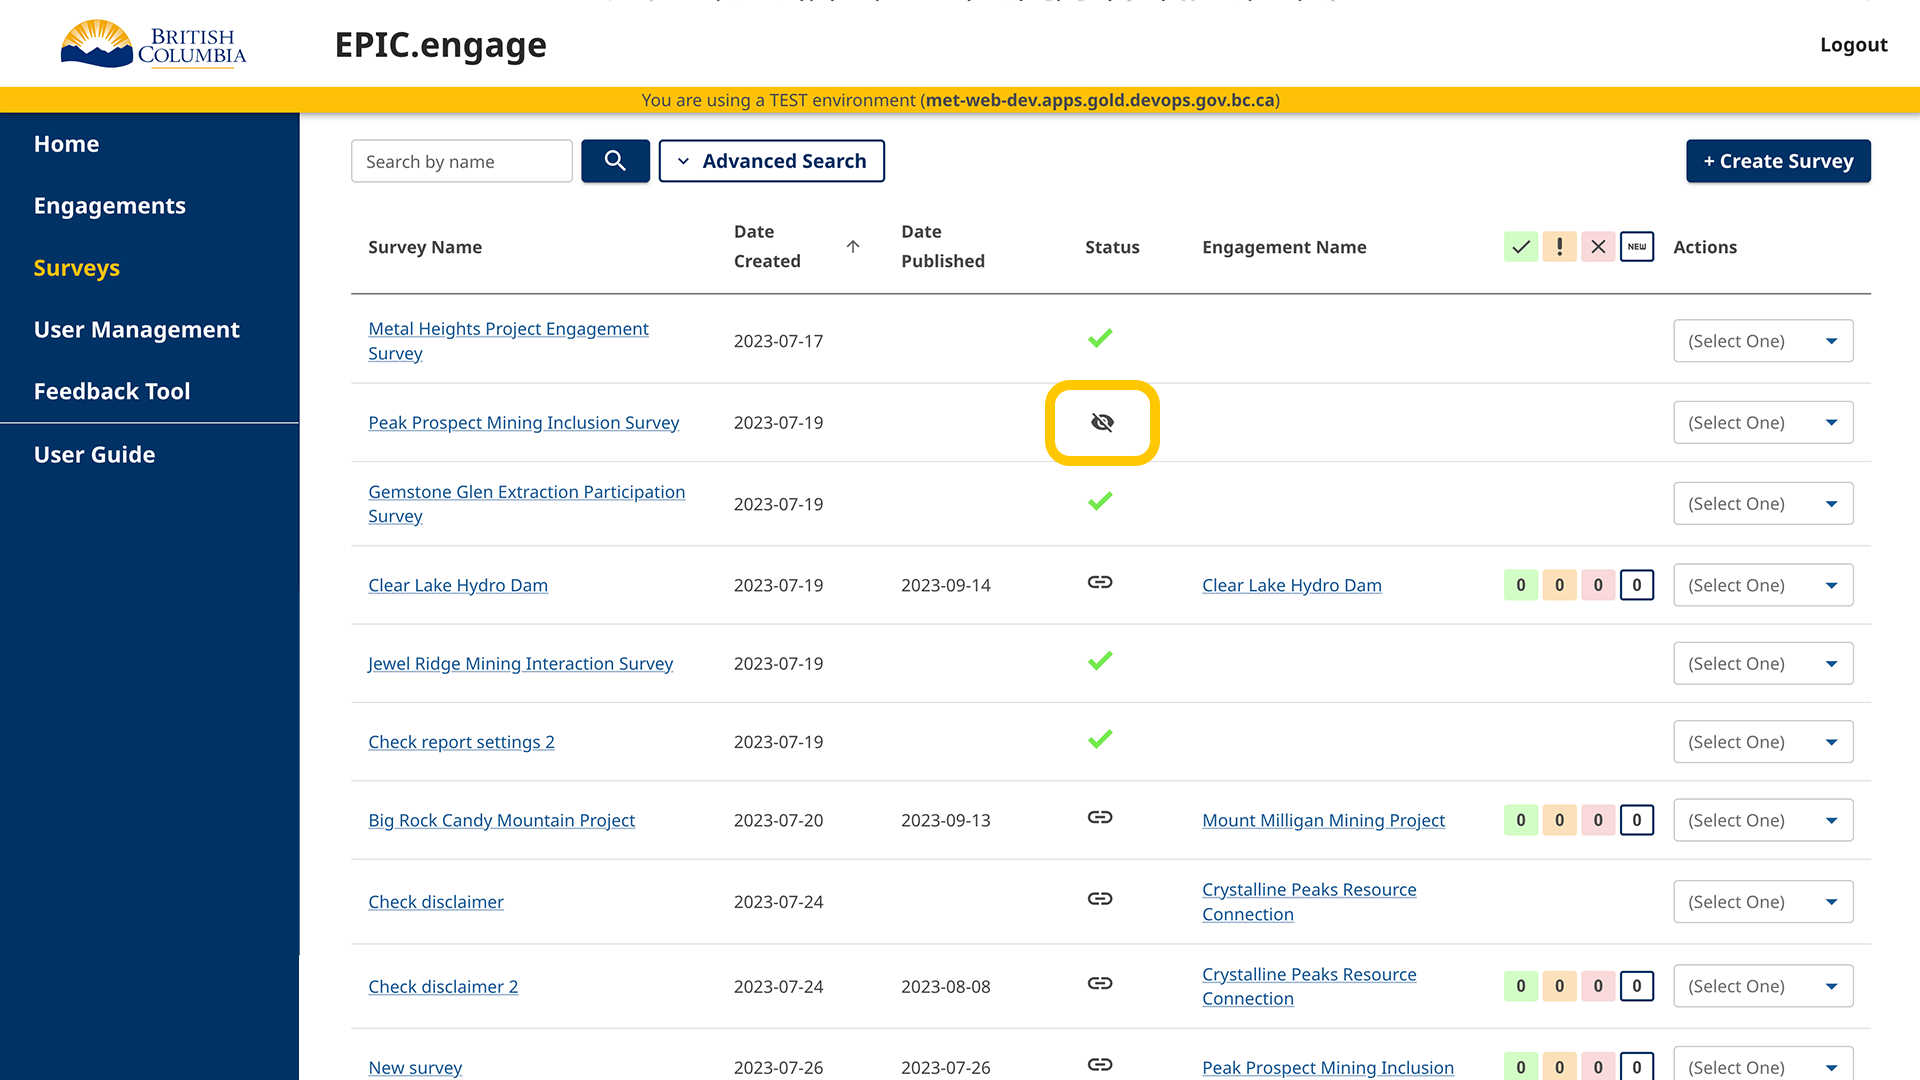 BRITISH
COLUMBIA
EPIC.engage
Logout
You are using a TEST environment (met-web-dev.apps.gold.devops.gov.bc.ca)
Home
Engagements
Surveys
User Management
Feedback Tool
User Guide
Search by name
Advanced Search
+ Create Survey
Survey Name
Date
Created
Date
Published
Status
Engagement Name
NEW
Actions
Metal Heights Project Engagement
Survey
2023-07-17
(Select One)
Peak Prospect Mining Inclusion Survey
2023-07-19
(Select One)
Gemstone Glen Extraction Participation
Survey
2023-07-19
(Select One)
Clear Lake Hydro Dam
2023-07-19
2023-09-14
Clear Lake Hydro Dam
0 0 0 0
(Select One)
Jewel Ridge Mining Interaction Survey
2023-07-19
(Select One)
Check report settings 2
2023-07-19
(Select One)
Big Rock Candy Mountain Project
2023-07-20
2023-09-13
Mount Milligan Mining Project
0 0 0 0
(Select One)
Check disclaimer
2023-07-24
Crystalline Peaks Resource
Connection
(Select One)
Check disclaimer 2
2023-07-24
2023-08-08
Crystalline Peaks Resource
Connection
0 0 0 0
(Select One)
New survey
2023-07-26
2023-07-26
Peak Prospect Mining Inclusion
0 0 0 0
(Select One)